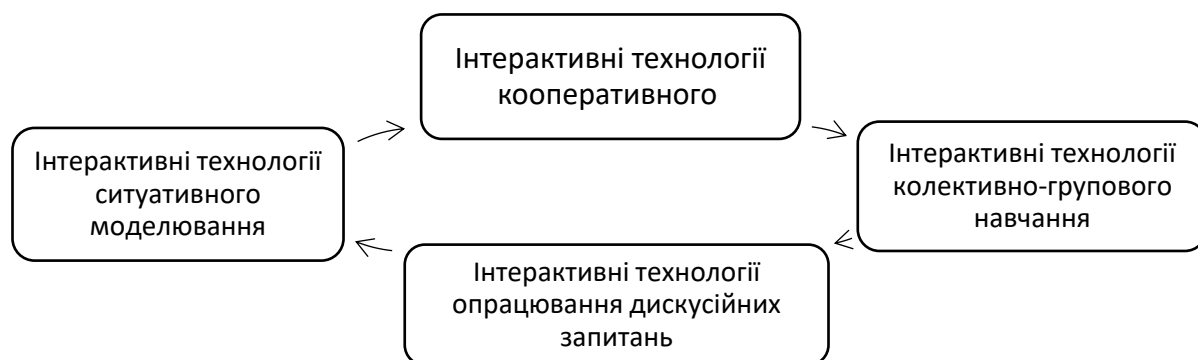 Інтерактивні технології
кооперативного
Інтерактивні технології
ситуативного
моделювання
Інтерактивні технології
колективно-групового
навчання
Інтерактивні технології
опрацювання дискусійних
запитань